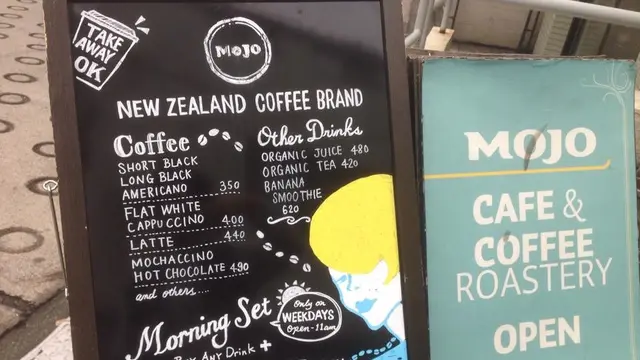 TAKE
AWAY
OK
MOJO
NEW ZEALAND COFFEE BRAND
Coffee
SHORT BLACK
LONG BLACK
AMERICANO 350
FLAT WHITE
CAPPUCCINO 400
LATTE 440
MOCHACCINO
HOT CHOCOLATE 490
and others....
Other Drinks
ORGANIC JUICE 480
ORGANIC TEA 420
BANANA
SMOOTHIE
620
Morning Set
Only on
WEEKDAYS
Open-11am
BUY ANY DRINK +
MOJO
CAFE &
COFFEE
ROASTERY
OPEN